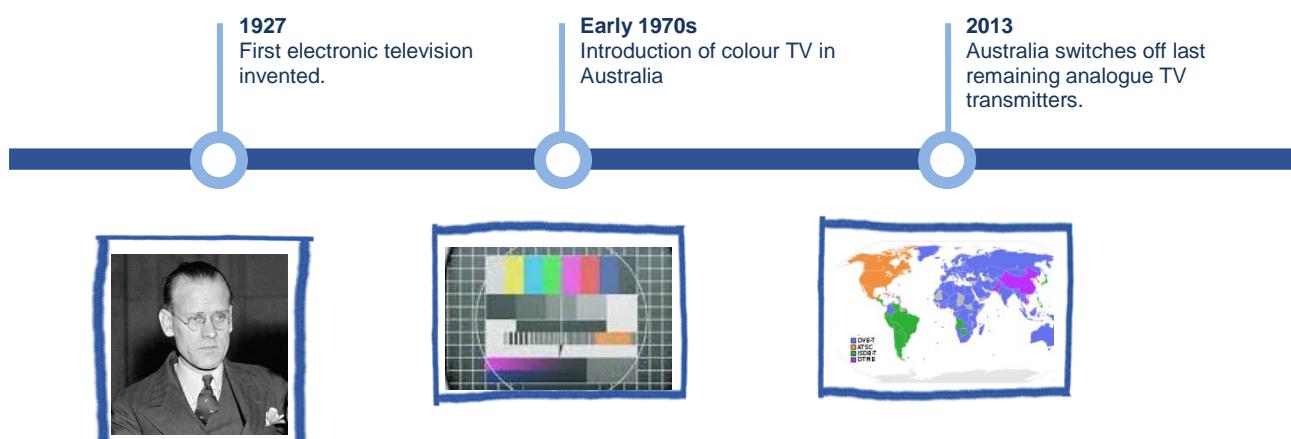 1927
First electronic television
invented.
Early 1970s
Introduction of colour TV in
Australia
2013
Australia switches off last
remaining analogue TV
transmitters.
DVB-T
ATSC
ISDB-T
DTMB